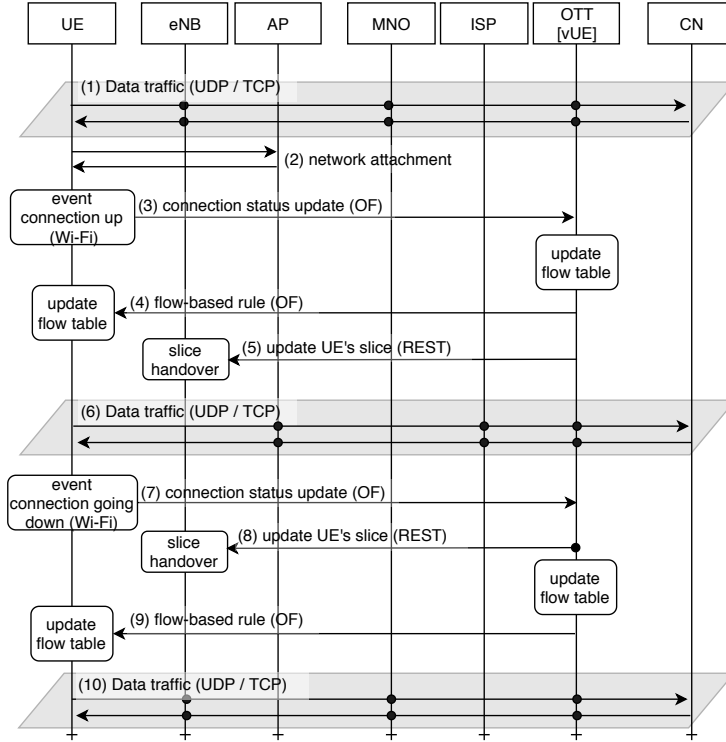 UE
eNB
AP
MNO
ISP
OTT
[vUE]
CN
(1) Data traffic (UDP / TCP)
(2) network attachment
event
connection up
(Wi-Fi)
(3) connection status update (OF)
update
flow table
update
flow table
(4) flow-based rule (OF)
slice
handover
(5) update UE's slice (REST)
(6) Data traffic (UDP / TCP)
event
connection going
down (Wi-Fi)
(7) connection status update (OF)
slice
handover
(8) update UE's slice (REST)
update
flow table
update
flow table
(9) flow-based rule (OF)
(10) Data traffic (UDP / TCP)